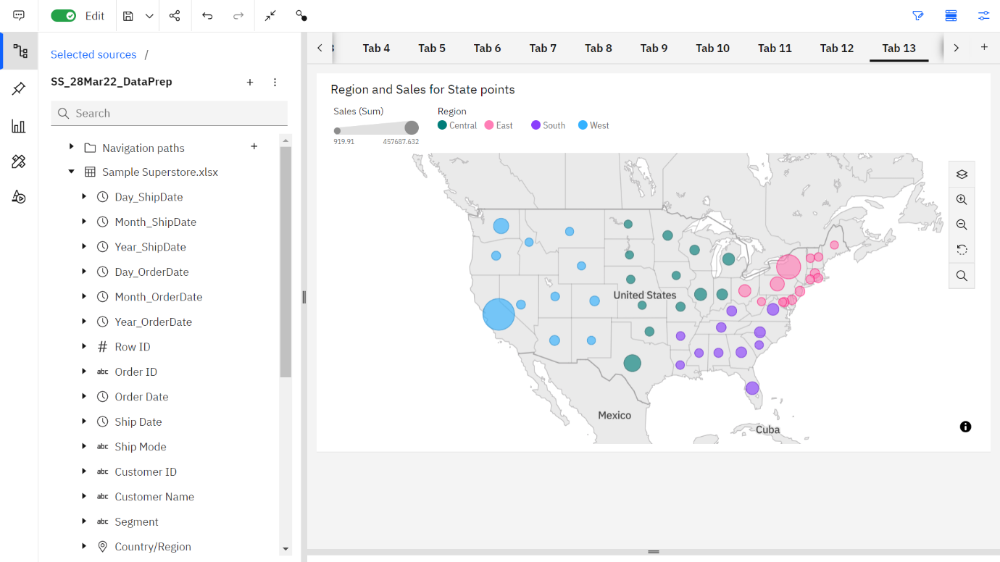 Edit
Selected sources /
SS_28Mar22_DataPrep
Search
Navigation paths
Sample Superstore.xlsx
Day_ShipDate
Month_ShipDate
Year_ShipDate
Day_OrderDate
Month_OrderDate
Year_OrderDate
# Row ID
abc Order ID
Order Date
Ship Date
abc Ship Mode
abc Customer ID
abc Customer Name
abc Segment
Country/Region
Tab 4 Tab 5 Tab 6 Tab 7 Tab 8 Tab 9 Tab 10 Tab 11 Tab 12 Tab 13
Region and Sales for State points
Sales (Sum)
919.91 457687.632
Region
Central East South West
United States
Mexico
Cuba